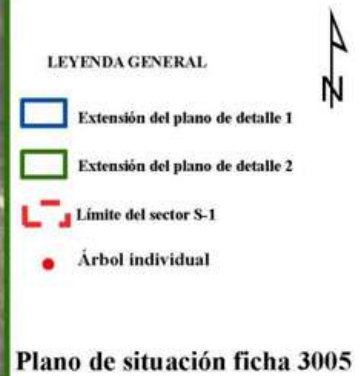 N
LEYENDA GENERAL
Extensión del plano de detalle 1
Extensión del plano de detalle 2
Límite del sector S-1
Árbol individual
Plano de situación ficha 3005